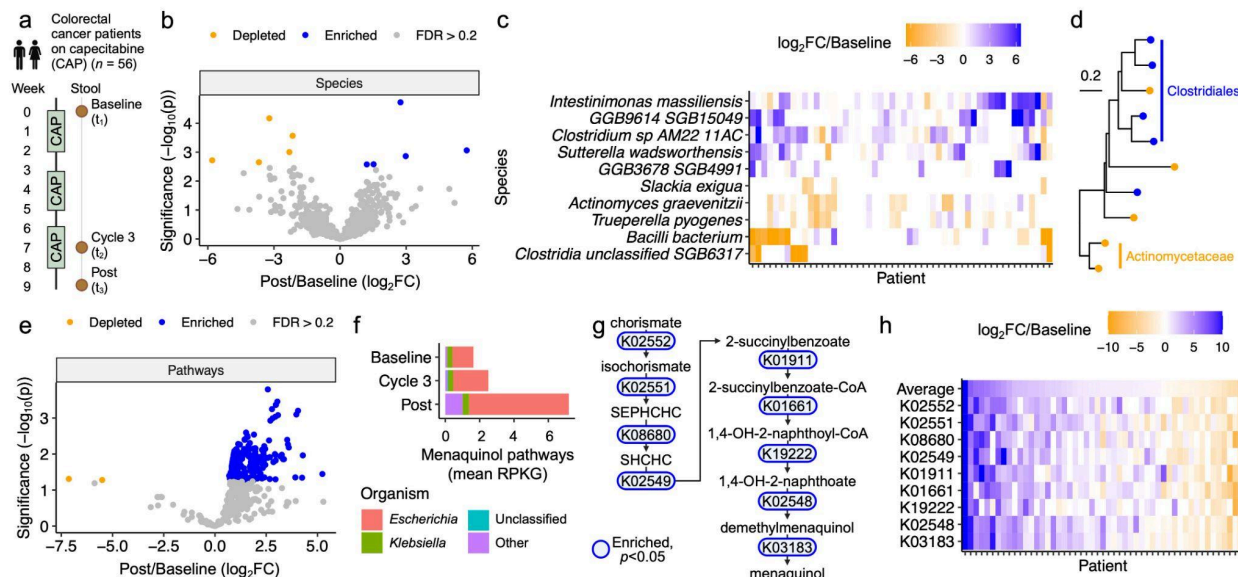 a
Colorectal
cancer patients
on capecitabine
(CAP) (n = 56)
Week
Stool
0
1
2
3
4
5
6
7
8
9
CAP
CAP
CAP
Baseline
(t₁)
Cycle 3
(t₂)
Post
(t₃)
b
Depleted Enriched FDR > 0.2
Species
Significance (−log₁₀(p))
5
4
3
2
1
0
−6 −3 0 3 6
Post/Baseline (log₂FC)
c
log₂FC/Baseline
−6 −3 0 3 6
Species
Intestinimonas massiliensis
GGB9614 SGB15049
Clostridium sp AM22 11AC
Sutterella wadsworthensis
GGB3678 SGB4991
Slackia exigua
Actinomyces graevenitzii
Trueperella pyogenes
Bacilli bacterium
Clostridia unclassified SGB6317
Patient
d
0.2
Clostridiales
Actinomycetaceae
e
Depleted Enriched FDR > 0.2
Pathways
Significance (−log₁₀(p))
3
2
1
0
−7.5 −5.0 −2.5 0.0 2.5 5.0
Post/Baseline (log₂FC)
f
Baseline
Cycle 3
Post
0 2 4 6
Menaquinol pathways
(mean RPKG)
Organism
Escherichia
Unclassified
Klebsiella
Other
g
chorismate
K02552
isochorismate
K02551
SEPHCHC
K08680
SHCHC
K02549
2-succinylbenzoate
K01911
2-succinylbenzoate-CoA
K01661
1,4-OH-2-naphthoyl-CoA
K19222
1,4-OH-2-naphthoate
K02548
demethylmenaquinol
K03183
menaquinol
Enriched,
p<0.05
h
log₂FC/Baseline
−10 −5 0 5 10
Average
K02552
K02551
K08680
K02549
K01911
K01661
K19222
K02548
K03183
Patient